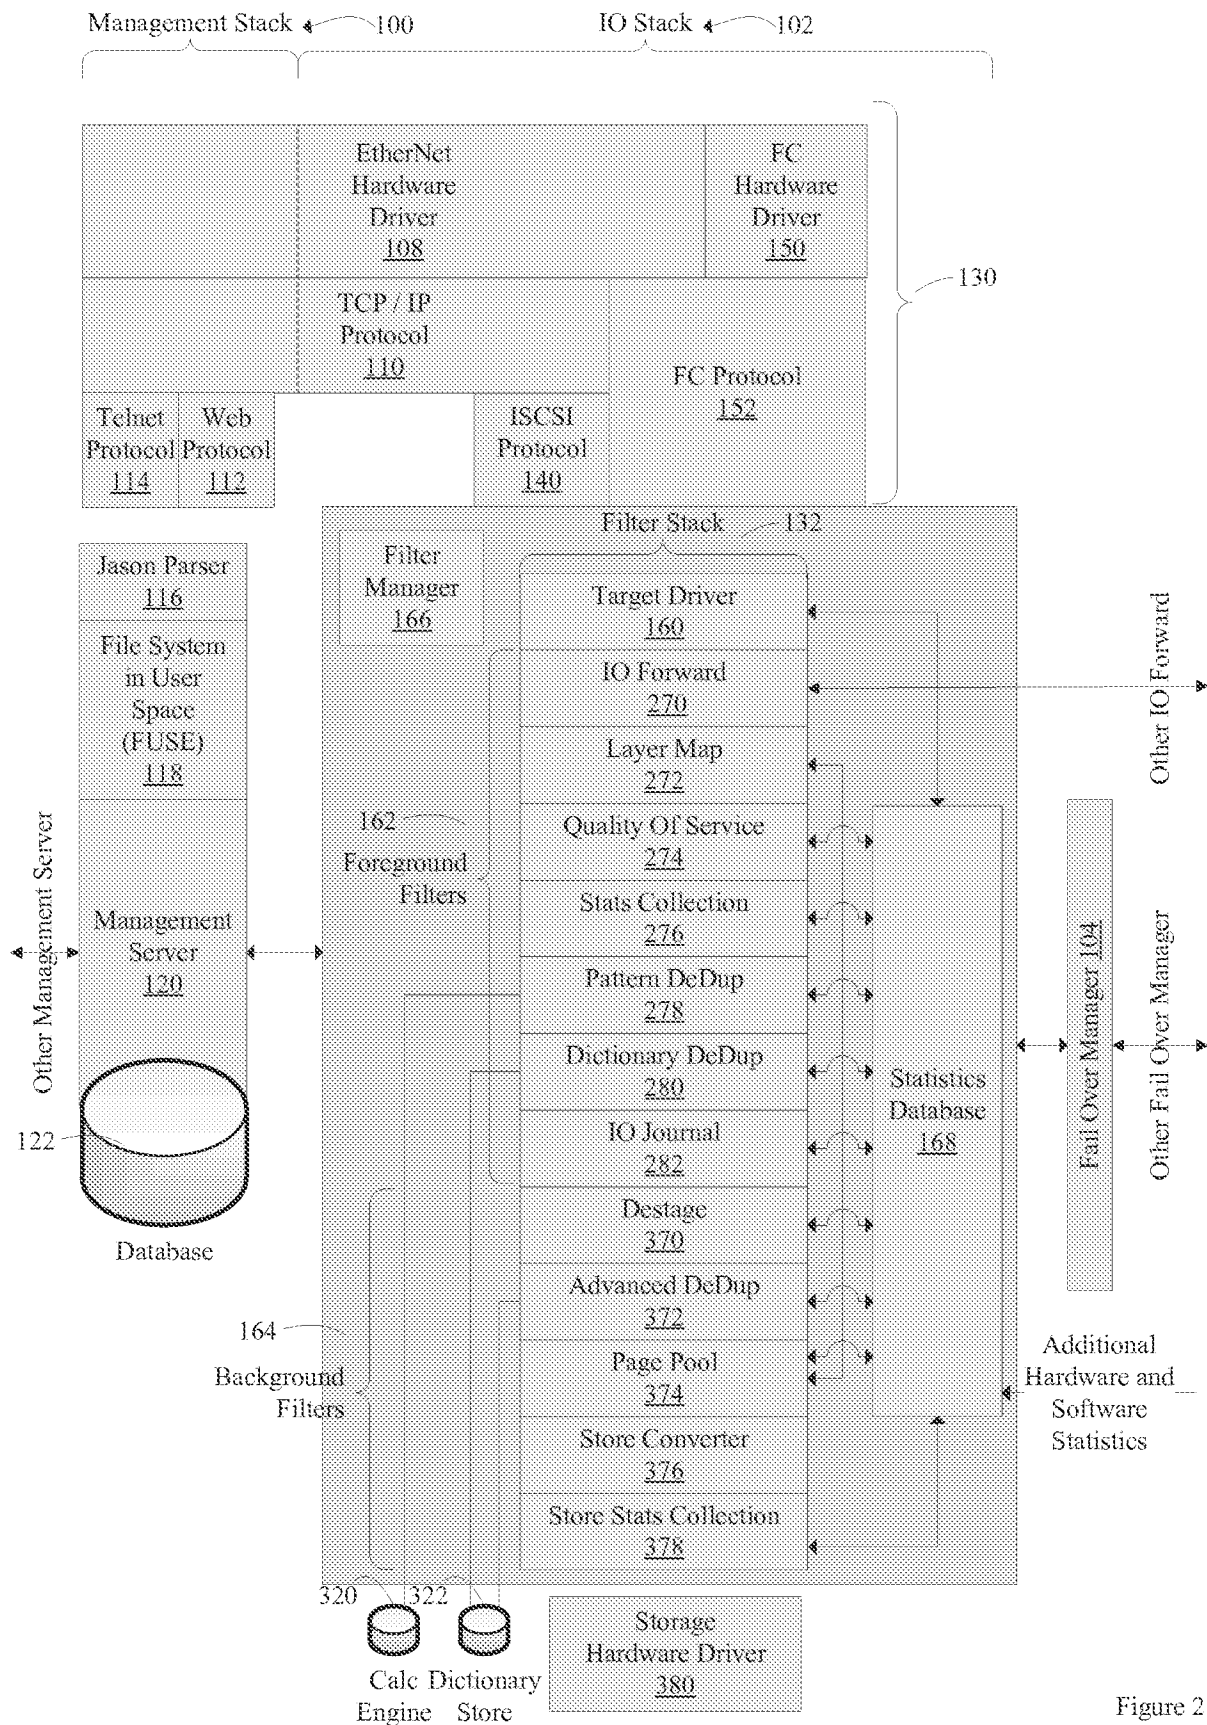 Management Stack 100
IO Stack 102
EtherNet
Hardware
Driver
108
FC
Hardware
Driver
150
130
TCP / IP
Protocol
110
FC Protocol
152
Telnet
Protocol
114
Web
Protocol
112
ISCSI
Protocol
140
Filter Stack 132
Filter
Manager
166
Jason Parser
116
File System
in User
Space
(FUSE)
118
Management
Server
120
Other Management Server
122
Database
Target Driver
160
IO Forward
270
Layer Map
272
162
Foreground
Filters
Quality Of Service
274
Stats Collection
276
Pattern DeDup
278
Dictionary DeDup
280
IO Journal
282
Destage
370
Advanced DeDup
372
164
Background
Filters
Page Pool
374
Store Converter
376
Store Stats Collection
378
Statistics
Database
168
Other IO Forward
Fail Over Manager 104
Other Fail Over Manager
Additional
Hardware and
Software
Statistics
320
322
Calc
Engine
Dictionary
Store
Storage
Hardware Driver
380
Figure 2